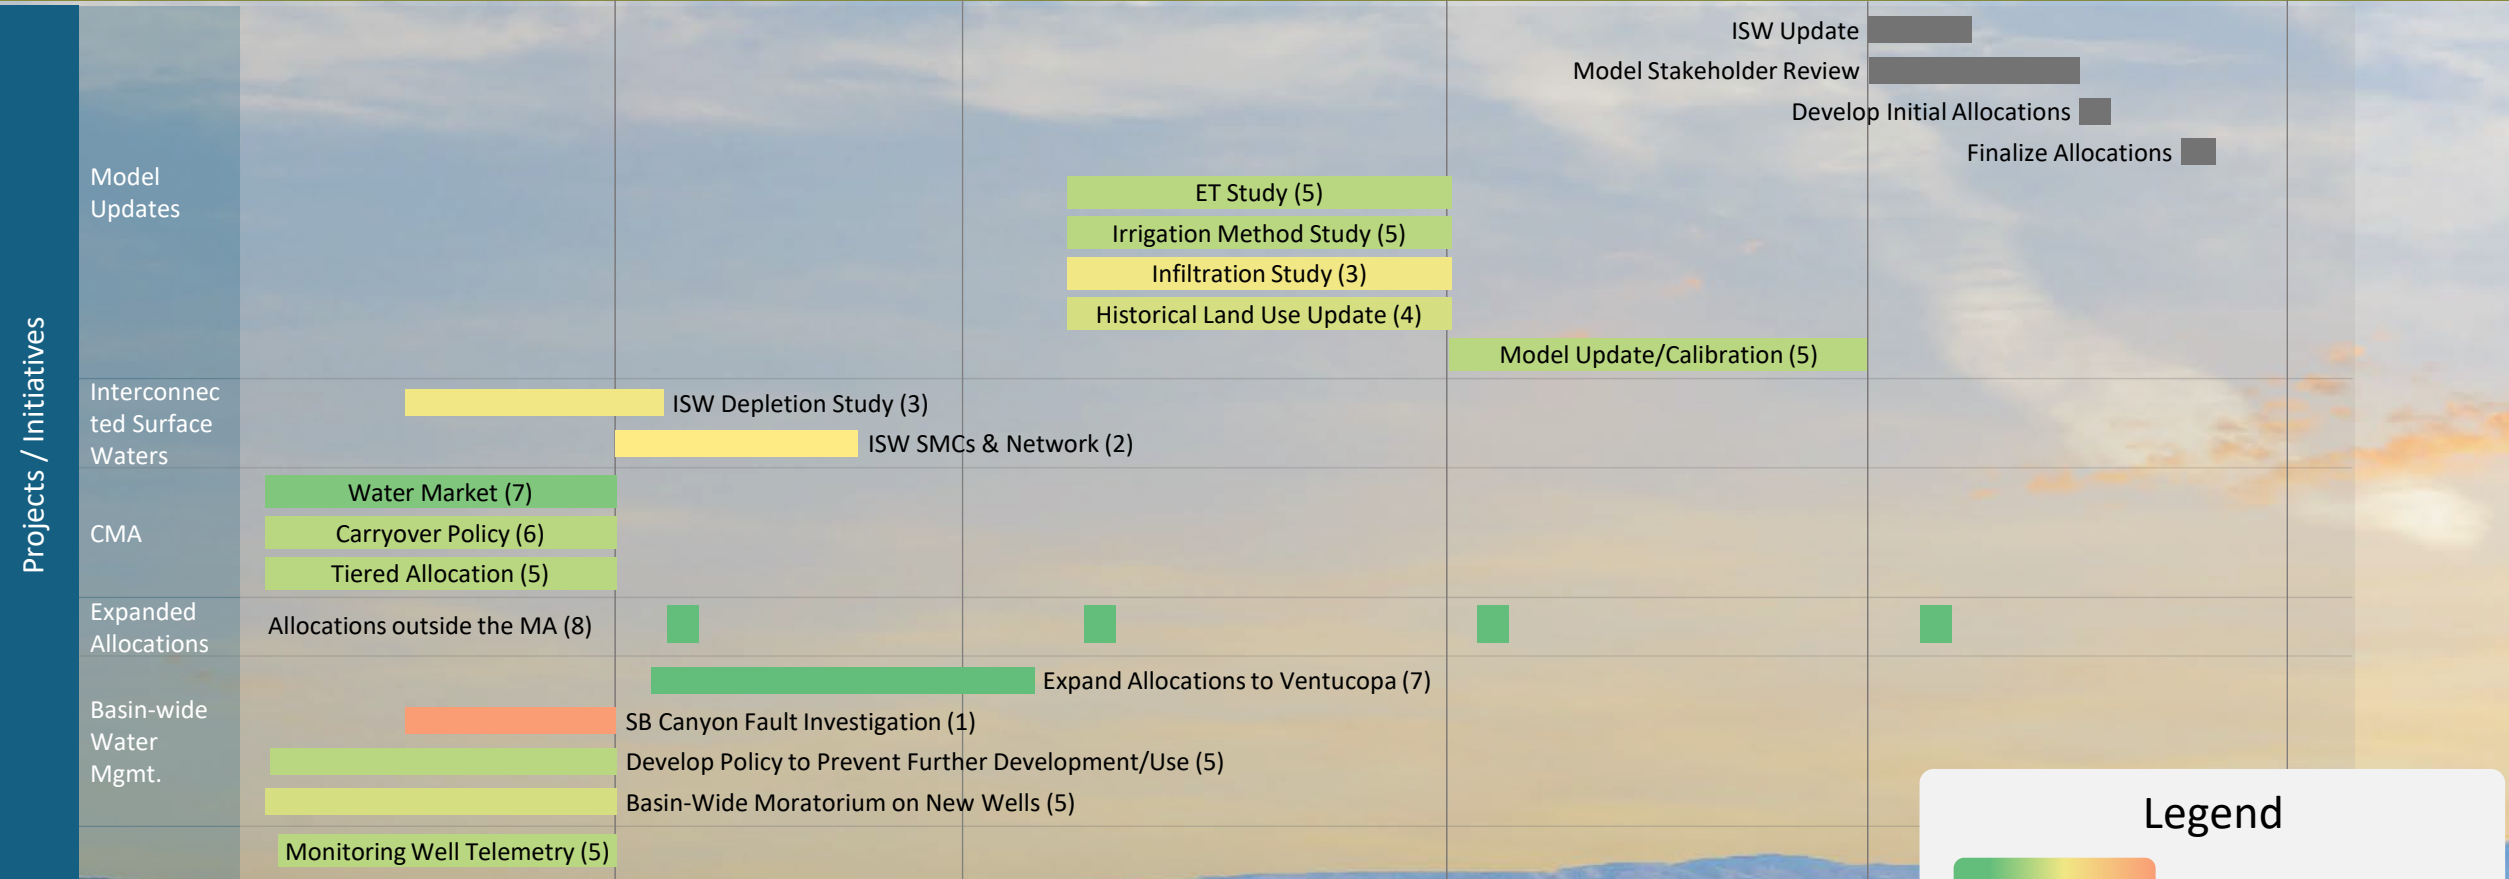 Projects / Initiatives
Model
Updates
ISW Update
Model Stakeholder Review
Develop Initial Allocations
Finalize Allocations
ET Study (5)
Irrigation Method Study (5)
Infiltration Study (3)
Historical Land Use Update (4)
Model Update/Calibration (5)
Interconnec
ted Surface
Waters
ISW Depletion Study (3)
ISW SMCs & Network (2)
CMA
Water Market (7)
Carryover Policy (6)
Tiered Allocation (5)
Expanded
Allocations
Allocations outside the MA (8)
Basin-wide
Water
Mgmt.
Expand Allocations to Ventucopa (7)
SB Canyon Fault Investigation (1)
Develop Policy to Prevent Further Development/Use (5)
Basin-Wide Moratorium on New Wells (5)
Monitoring Well Telemetry (5)
Legend